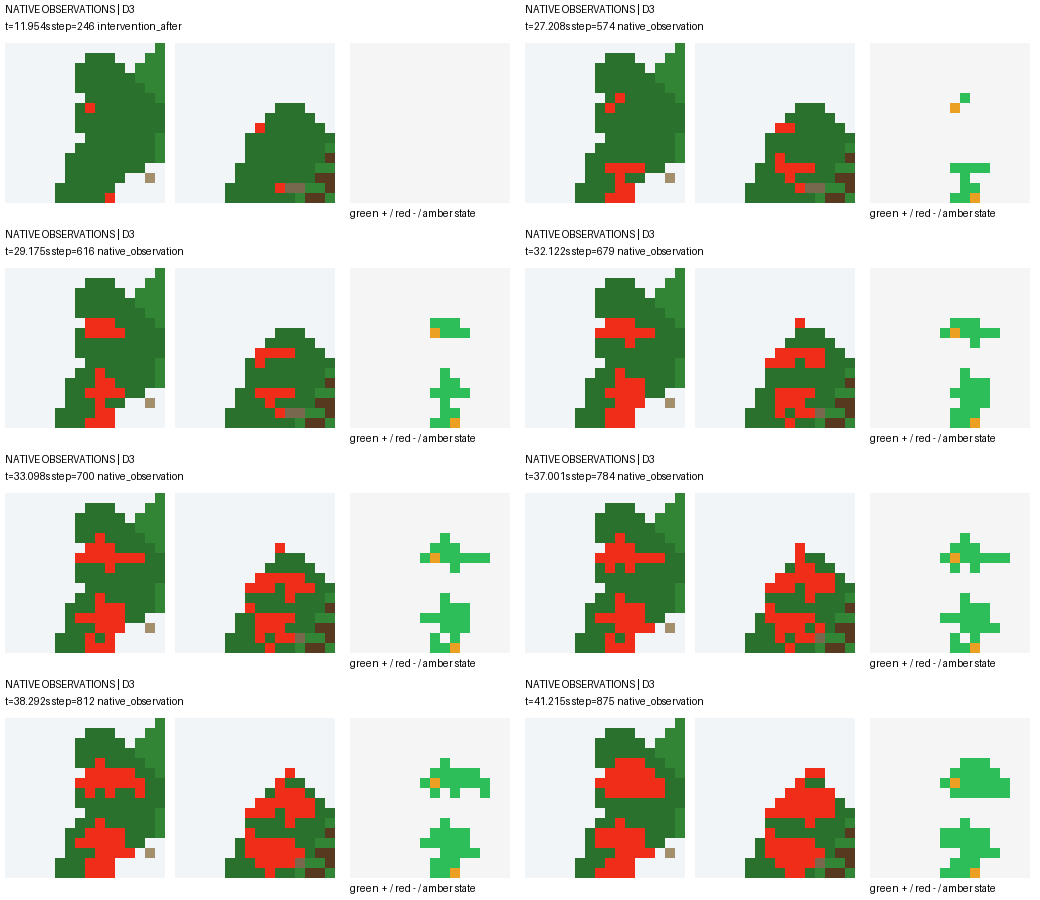 NATIVE OBSERVATIONS | D3
t=11.954s step=246 intervention_after
green + / red - / amber state
NATIVE OBSERVATIONS | D3
t=27.208s step=574 native_observation
green + / red - / amber state
NATIVE OBSERVATIONS | D3
t=29.175s step=616 native_observation
green + / red - / amber state
NATIVE OBSERVATIONS | D3
t=32.122s step=679 native_observation
green + / red - / amber state
NATIVE OBSERVATIONS | D3
t=33.098s step=700 native_observation
green + / red - / amber state
NATIVE OBSERVATIONS | D3
t=37.001s step=784 native_observation
green + / red - / amber state
NATIVE OBSERVATIONS | D3
t=38.292s step=812 native_observation
green + / red - / amber state
NATIVE OBSERVATIONS | D3
t=41.215s step=875 native_observation
green + / red - / amber state